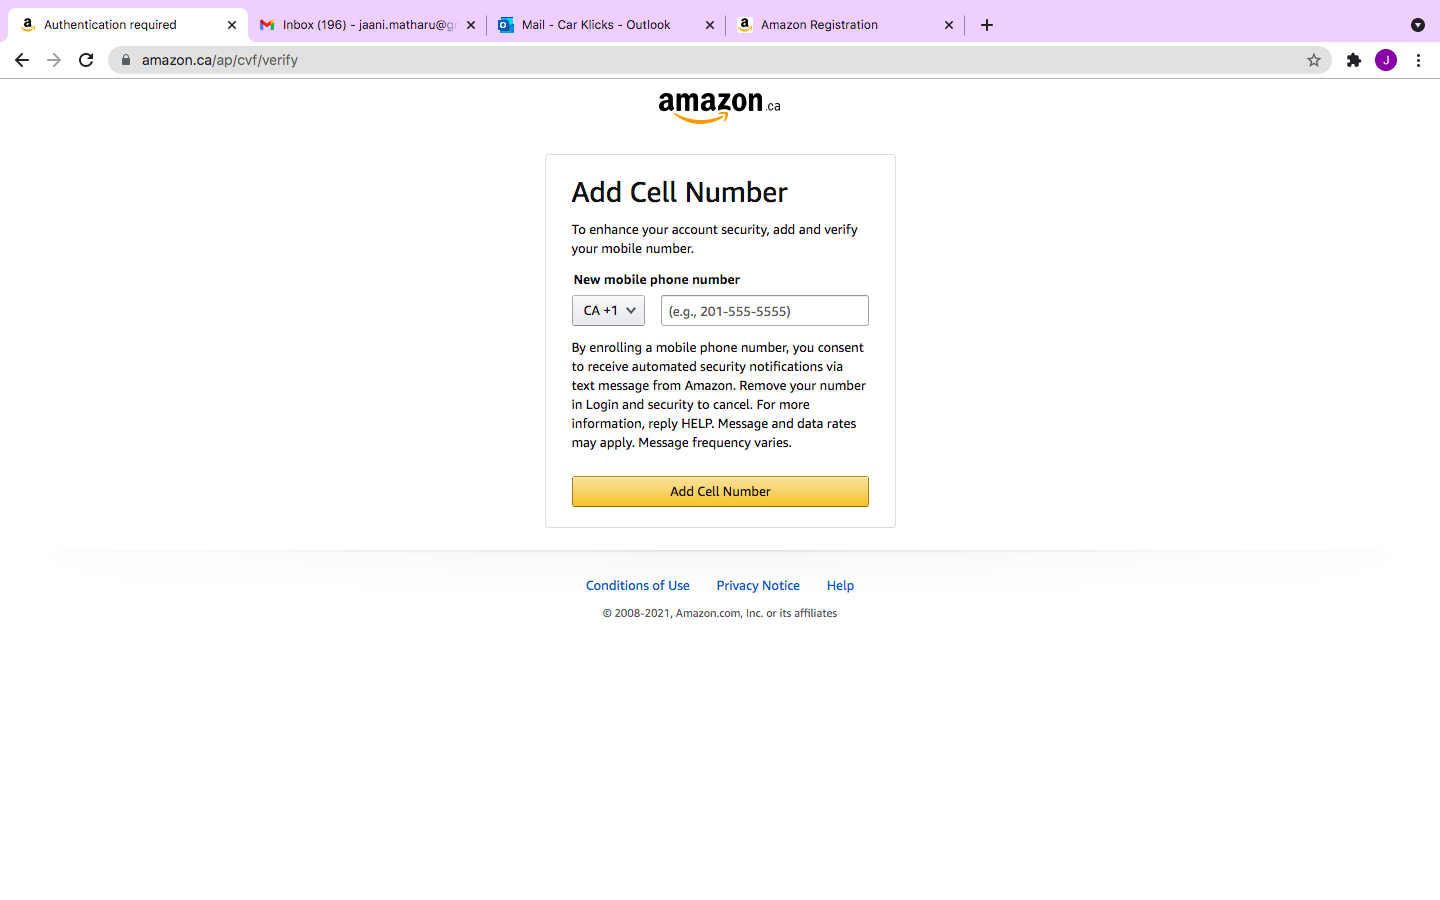 Authentication required
Inbox (196) - jaani.matharu@gr
Mail - Car Klicks - Outlook
Amazon Registration
amazon.ca/ap/cvf/verify
J
amazon.ca
Add Cell Number
To enhance your account security, add and verify
your mobile number.
New mobile phone number
CA +1
(e.g., 201-555-5555)
By enrolling a mobile phone number, you consent
to receive automated security notifications via
text message from Amazon. Remove your number
in Login and security to cancel. For more
information, reply HELP. Message and data rates
may apply. Message frequency varies.
Add Cell Number
Conditions of Use Privacy Notice Help
© 2008-2021, Amazon.com, Inc. or its affiliates